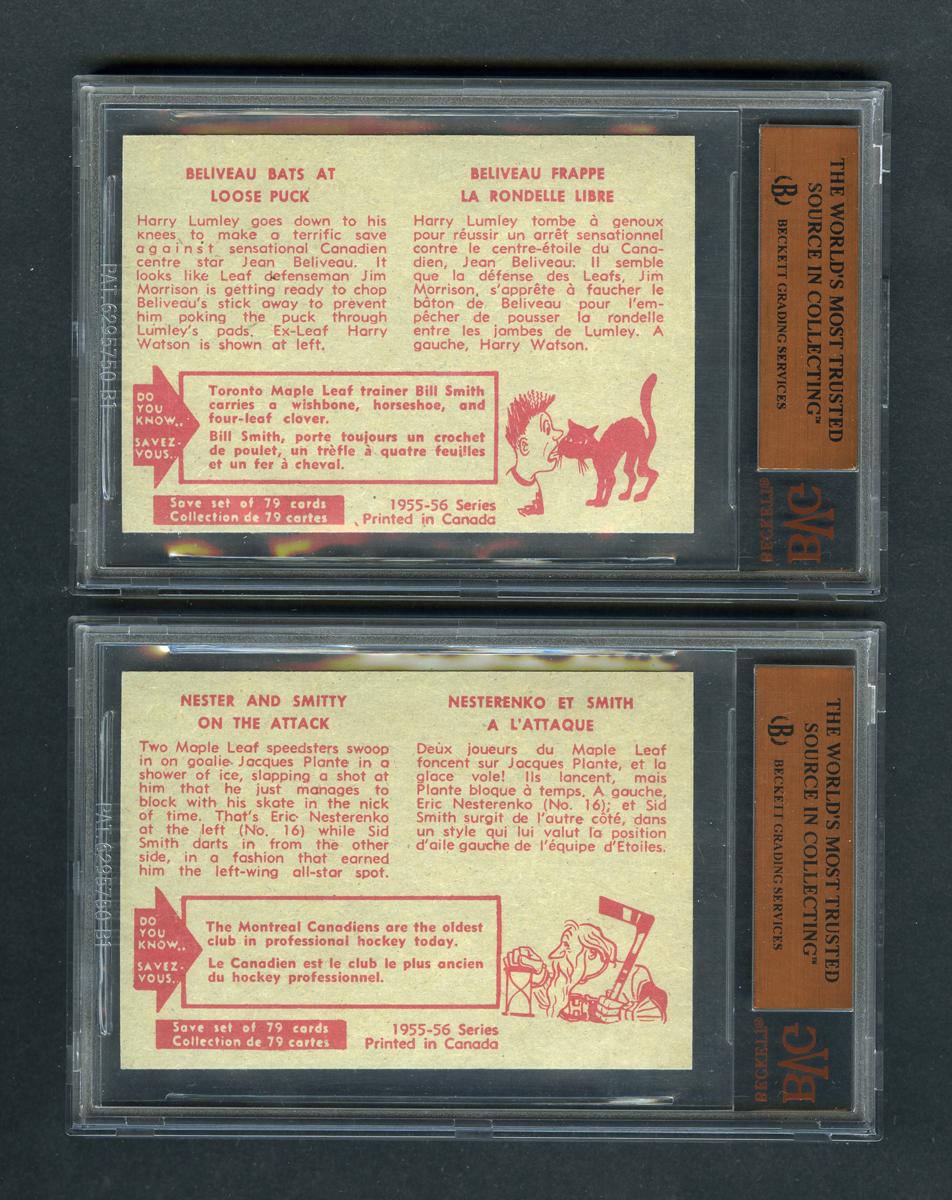 BELIVEAU BATS AT
LOOSE PUCK
Harry Lumley goes down to his
knees to make a terrific save
against sensational Canadien
centre star Jean Beliveau. It
looks like Leaf defenseman Jim
Morrison is getting ready to chop
Beliveau's stick away to prevent
him poking the puck through
Lumley's pads. Ex-Leaf Harry
Watson is shown at left.
BELIVEAU FRAPPE
LA RONDELLE LIBRE
Harry Lumley tombe à genoux
pour réussir un arrêt sensationnel
contre le centre-étoile du Cana-
dien, Jean Beliveau. Il semble
que la défense des Leafs, Jim
Morrison, s'apprête à faucher le
bâton de Beliveau pour l'em-
pêcher de pousser la rondelle
entre les jambes de Lumley. A
gauche, Harry Watson.
DO
YOU
KNOW..
SAVEZ-
VOUS..
Toronto Maple Leaf trainer Bill Smith
carries a wishbone, horseshoe, and
four-leaf clover.
Bill Smith, porte toujours un crochet
de poulet, un trèfle à quatre feuilles
et un fer à cheval.
Save set of 79 cards
Collection de 79 cartes
1955-56 Series
Printed in Canada
PAT. 6295750 B1
THE WORLD'S MOST TRUSTED
SOURCE IN COLLECTING™
B
BECKETT GRADING SERVICES
BECKETT®
BVG
NESTER AND SMITTY
ON THE ATTACK
Two Maple Leaf speedsters swoop
in on goalie Jacques Plante in a
shower of ice, slapping a shot at
him that he just manages to
block with his skate in the nick
of time. That's Eric Nesterenko
at the left (No. 16) while Sid
Smith darts in from the other
side, in a fashion that earned
him the left-wing all-star spot.
NESTERENKO ET SMITH
A L'ATTAQUE
Deùx joueurs du Maple Leaf
foncent sur Jacques Plante, et la
glace vole! Ils lancent, mais
Plante bloque à temps. A gauche,
Eric Nesterenko (No. 16); et Sid
Smith surgit de l'autre côté, dans
un style qui lui valut la position
d'aile gauche de l'équipe d'Etoiles.
DO
YOU
KNOW..
SAVEZ-
VOUS..
The Montreal Canadiens are the oldest
club in professional hockey today.
Le Canadien est le club le plus ancien
du hockey professionnel.
Save set of 79 cards
Collection de 79 cartes
1955-56 Series
Printed in Canada
PAT. 6295750 B1
THE WORLD'S MOST TRUSTED
SOURCE IN COLLECTING™
B
BECKETT GRADING SERVICES
BECKETT®
BVG